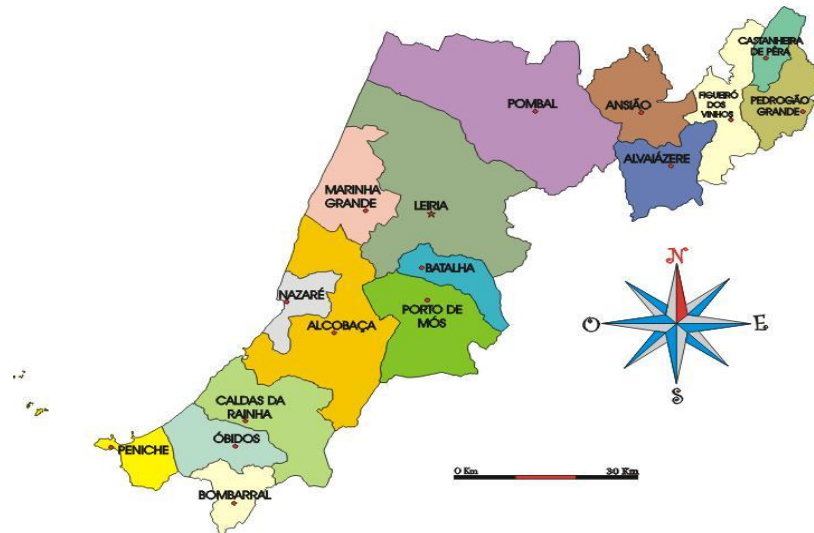 CASTANHEIRA
DE PÊRA
POMBAL
ANSIÃO
FIGUEIRÓ
DOS
VINHOS
PEDROGÃO
GRANDE
ALVAIÁZERE
MARINHA
GRANDE
LEIRIA
BATALHA
NAZARÉ
PORTO DE
MÓS
ALCOBAÇA
CALDAS DA
RAINHA
ÓBIDOS
PENICHE
BOMBARRAL
N
O
E
S
0 Km
30 Km